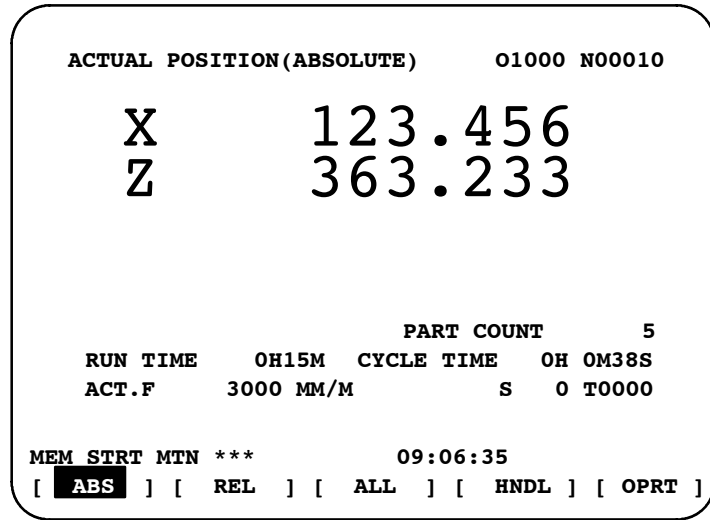 ACTUAL POSITION(ABSOLUTE) O1000 N00010
X 123.456
Z 363.233
PART COUNT 5
RUN TIME 0H15M CYCLE TIME 0H 0M38S
ACT.F 3000 MM/M S 0 T0000
MEM STRT MTN *** 09:06:35
[ ABS ] [ REL ] [ ALL ] [ HNDL ] [ OPRT ]